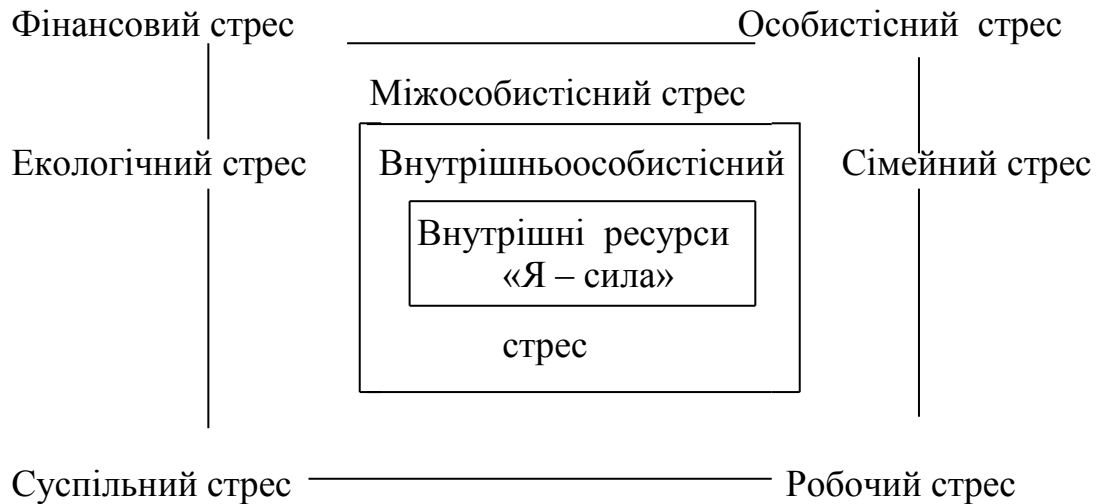 Фінансовий стрес
Особистісний стрес
Міжособистісний стрес
Екологічний стрес
Внутрішньоособистісний
Сімейний стрес
Внутрішні ресурси
«Я – сила»
стрес
Суспільний стрес
Робочий стрес